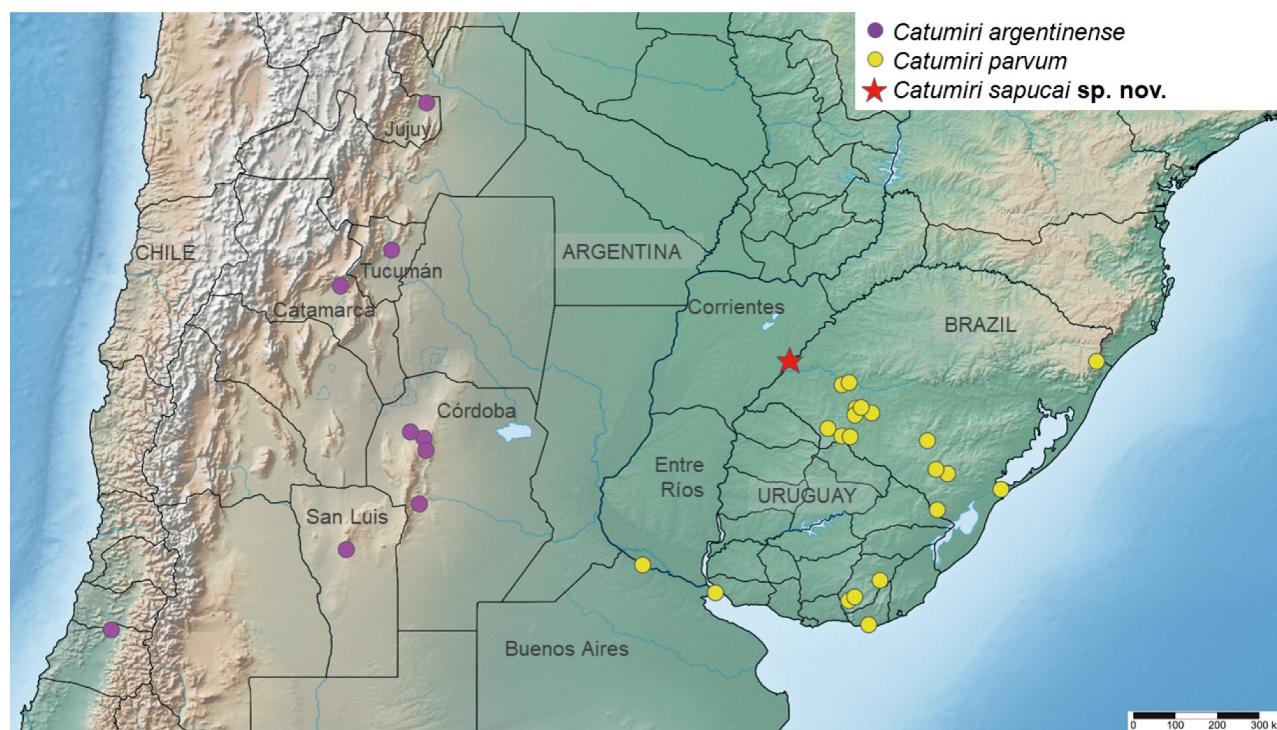 Catumiri argentinense
Catumiri parvum
Catumiri sapucai sp. nov.
Jujuy
CHILE
Tucumán
ARGENTINA
Catamarca
Corrientes
BRAZIL
Córdoba
Entre
Ríos
URUGUAY
San Luis
Buenos Aires
0 100 200 300 k